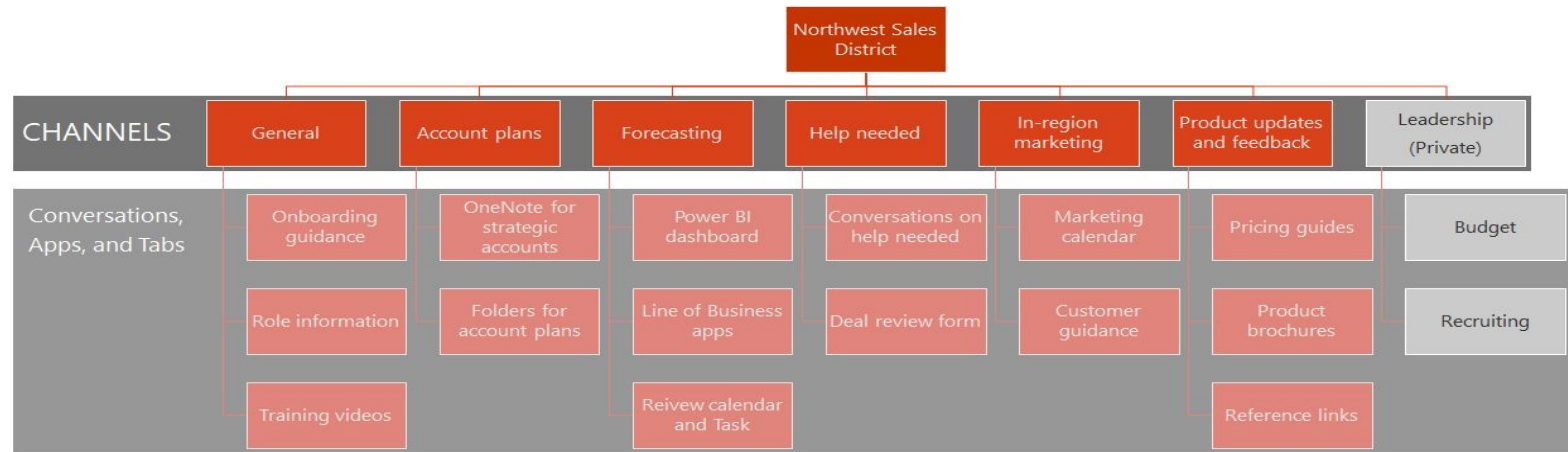 Northwest Sales
District
CHANNELS
General
Account plans
Forecasting
Help needed
In-region
marketing
Product updates
and feedback
Leadership
(Private)
Conversations,
Apps, and Tabs
Onboarding
guidance
OneNote for
strategic
accounts
Power BI
dashboard
Conversations on
help needed
Marketing
calendar
Pricing guides
Budget
Role information
Folders for
account plans
Line of Business
apps
Deal review form
Customer
guidance
Product
brochures
Recruiting
Training videos
Reivew calendar
and Task
Reference links